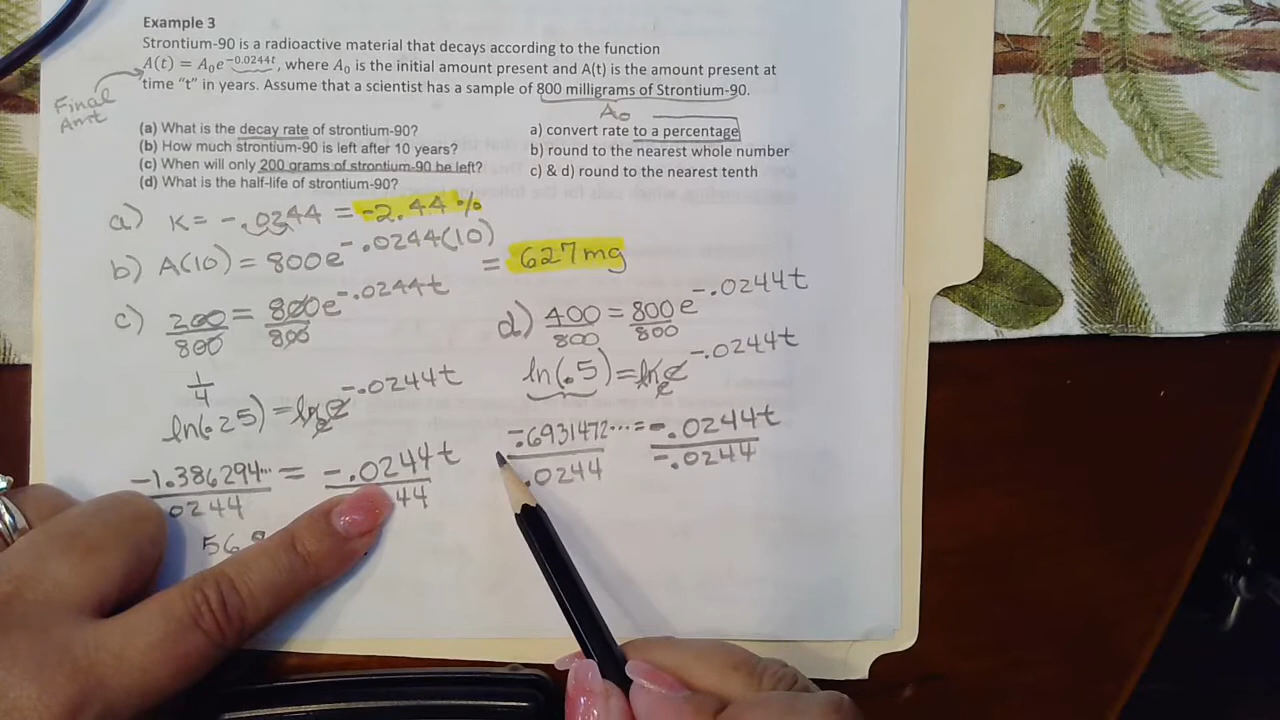 Example 3
Strontium-90 is a radioactive material that decays according to the function
A(t) = A₀e^−0.0244t, where A₀ is the initial amount present and A(t) is the amount present at
time "t" in years. Assume that a scientist has a sample of 800 milligrams of Strontium-90.
Final
Amt
A₀
(a) What is the decay rate of strontium-90? a) convert rate to a percentage
(b) How much strontium-90 is left after 10 years? b) round to the nearest whole number
(c) When will only 200 grams of strontium-90 be left? c) & d) round to the nearest tenth
(d) What is the half-life of strontium-90?
a) K = -.0244 = -2.44%
b) A(10) = 800e^-.0244(10) = 627mg
c) 200/800 = 800e^-.0244t/800
1/4
ln(.25) = ln e^-.0244t
e
-1.386294... = -.0244t
.0244 44
56
d) 400/800 = 800e^-.0244t/800
ln(.5) = ln e^-.0244t
e
-.6931472... = -.0244t
.0244 -.0244